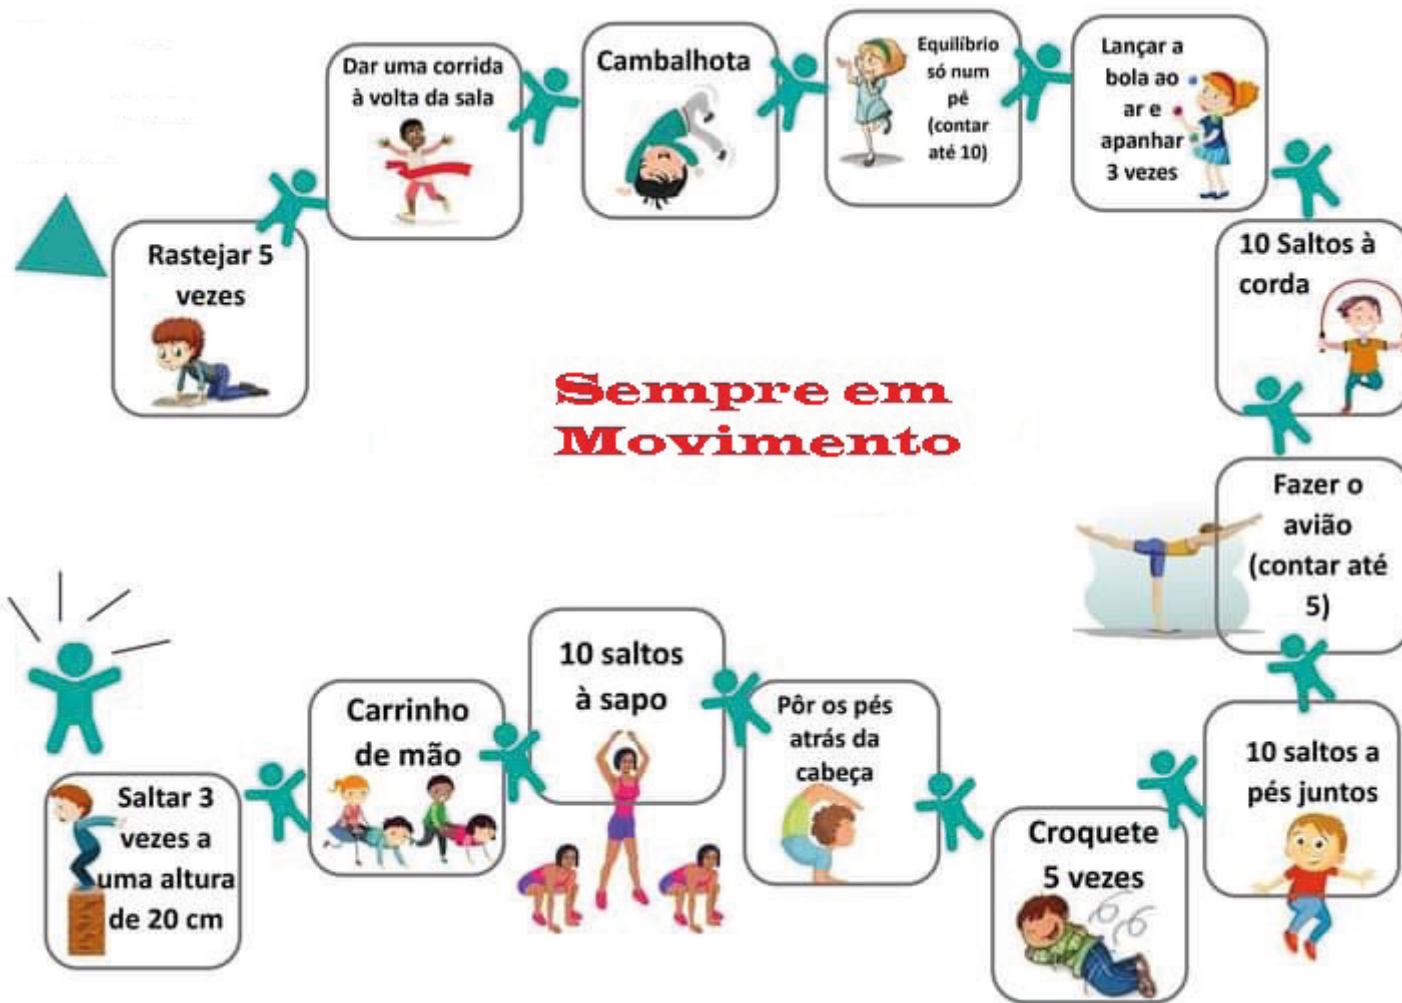 Rastejar 5
vezes
Dar uma corrida
à volta da sala
Cambalhota
Equilíbrio
só num
pé
(contar
até 10)
Lançar a
bola ao
ar e
apanhar
3 vezes
10 Saltos à
corda
Fazer o
avião
(contar até
5)
10 saltos a
pés juntos
Croquete
5 vezes
Pôr os pés
atrás da
cabeça
10 saltos
à sapo
Carrinho
de mão
Saltar 3
vezes a
uma altura
de 20 cm
Sempre em
Movimento